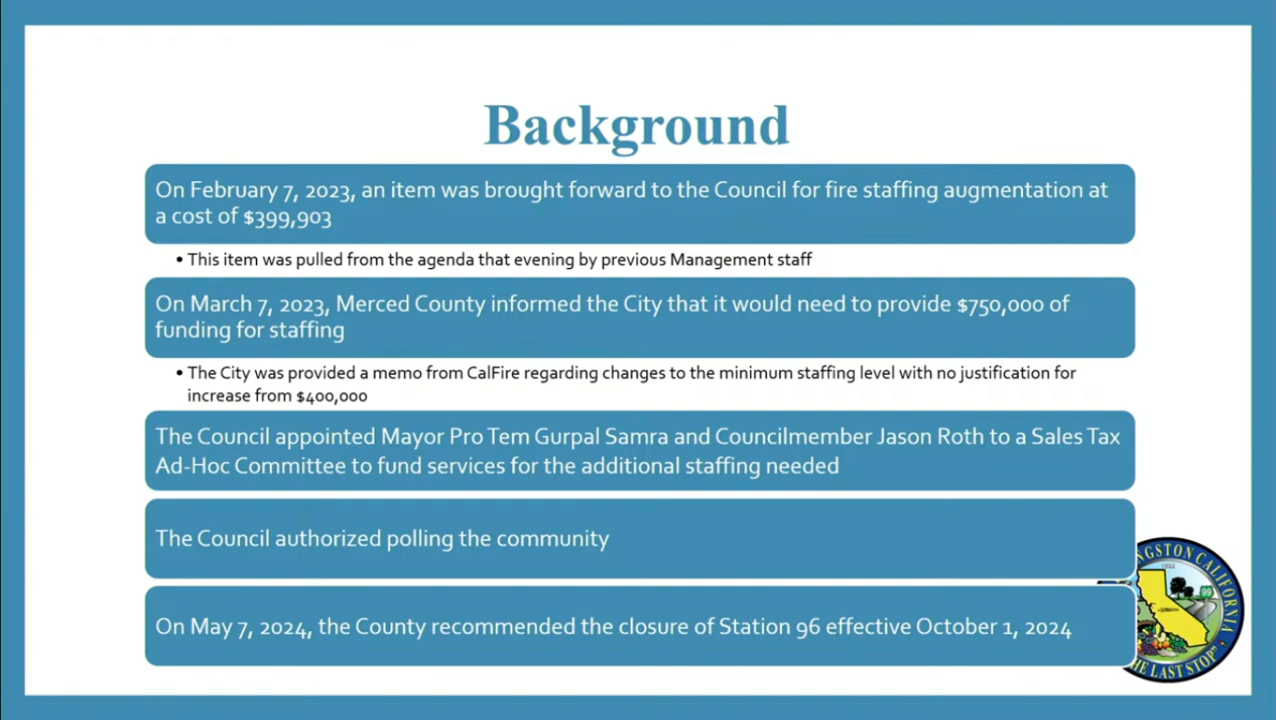 Background
On February 7, 2023, an item was brought forward to the Council for fire staffing augmentation at
a cost of $399,903
• This item was pulled from the agenda that evening by previous Management staff
On March 7, 2023, Merced County informed the City that it would need to provide $750,000 of
funding for staffing
• The City was provided a memo from CalFire regarding changes to the minimum staffing level with no justification for
increase from $400,000
The Council appointed Mayor Pro Tem Gurpal Samra and Councilmember Jason Roth to a Sales Tax
Ad-Hoc Committee to fund services for the additional staffing needed
The Council authorized polling the community
On May 7, 2024, the County recommended the closure of Station 96 effective October 1, 2024
NGSTON CALIFORNIA
HE LAST STOP"